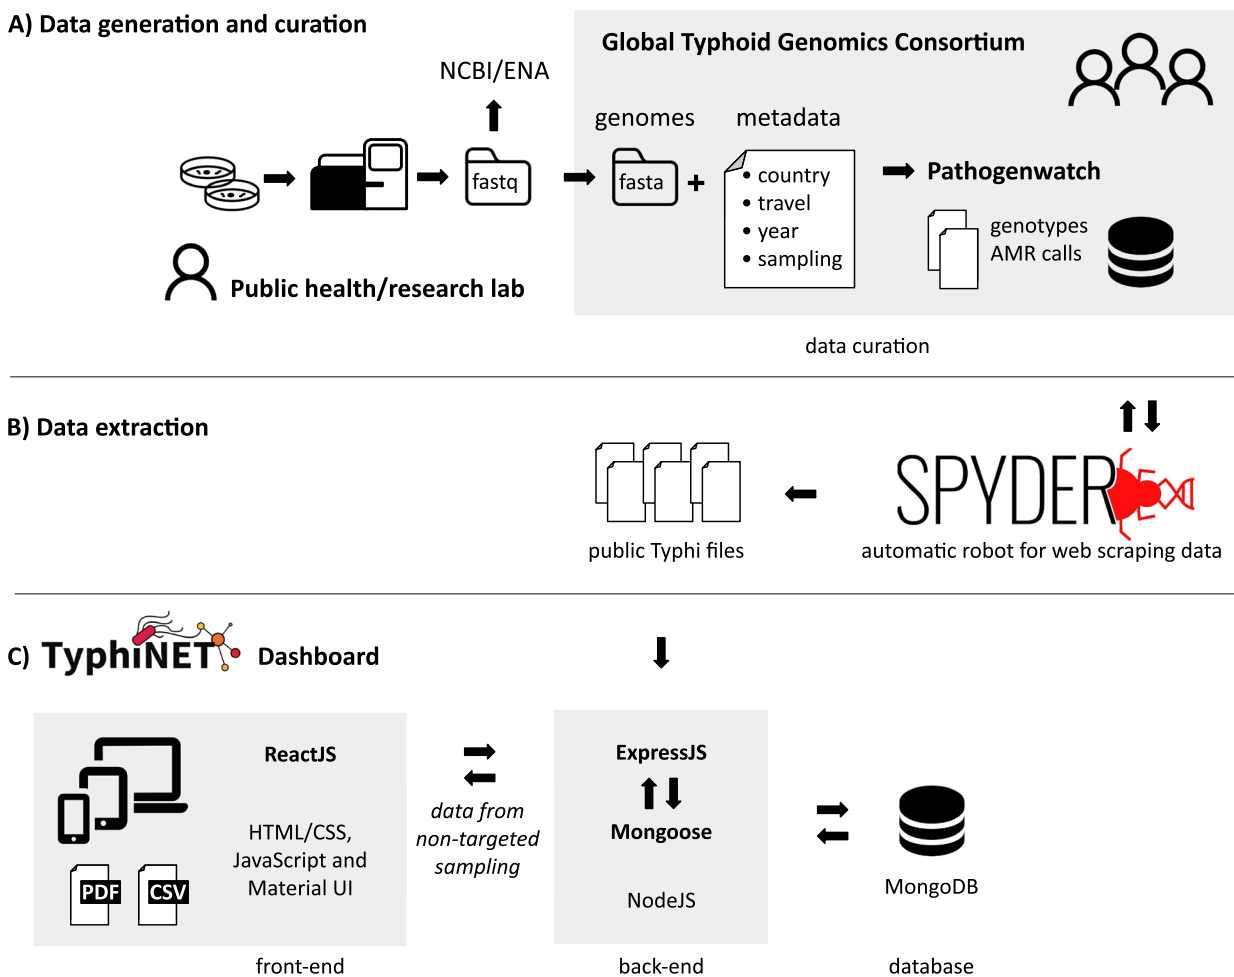 A) Data generation and curation
Global Typhoid Genomics Consortium
NCBI/ENA
genomes
metadata
fastq
fasta
+
• country
• travel
• year
• sampling
Pathogenwatch
genotypes
AMR calls
Public health/research lab
data curation
B) Data extraction
SPYDER
public Typhi files
automatic robot for web scraping data
C) TyphiNET Dashboard
ReactJS
HTML/CSS,
JavaScript and
Material UI
PDF
CSV
front-end
data from
non-targeted
sampling
ExpressJS
Mongoose
NodeJS
back-end
MongoDB
database